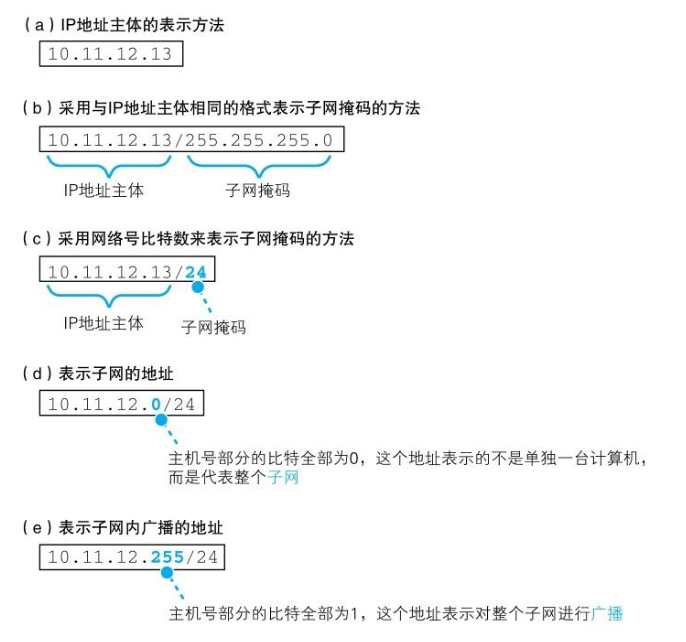 (a)IP地址主体的表示方法
10.11.12.13
(b)采用与IP地址主体相同的格式表示子网掩码的方法
10.11.12.13/255.255.255.0
IP地址主体 子网掩码
(c)采用网络号比特数来表示子网掩码的方法
10.11.12.13/24
IP地址主体 子网掩码
(d)表示子网的地址
10.11.12.0/24
主机号部分的比特全部为0，这个地址表示的不是单独一台计算机，
而是代表整个子网
(e)表示子网内广播的地址
10.11.12.255/24
主机号部分的比特全部为1，这个地址表示对整个子网进行广播